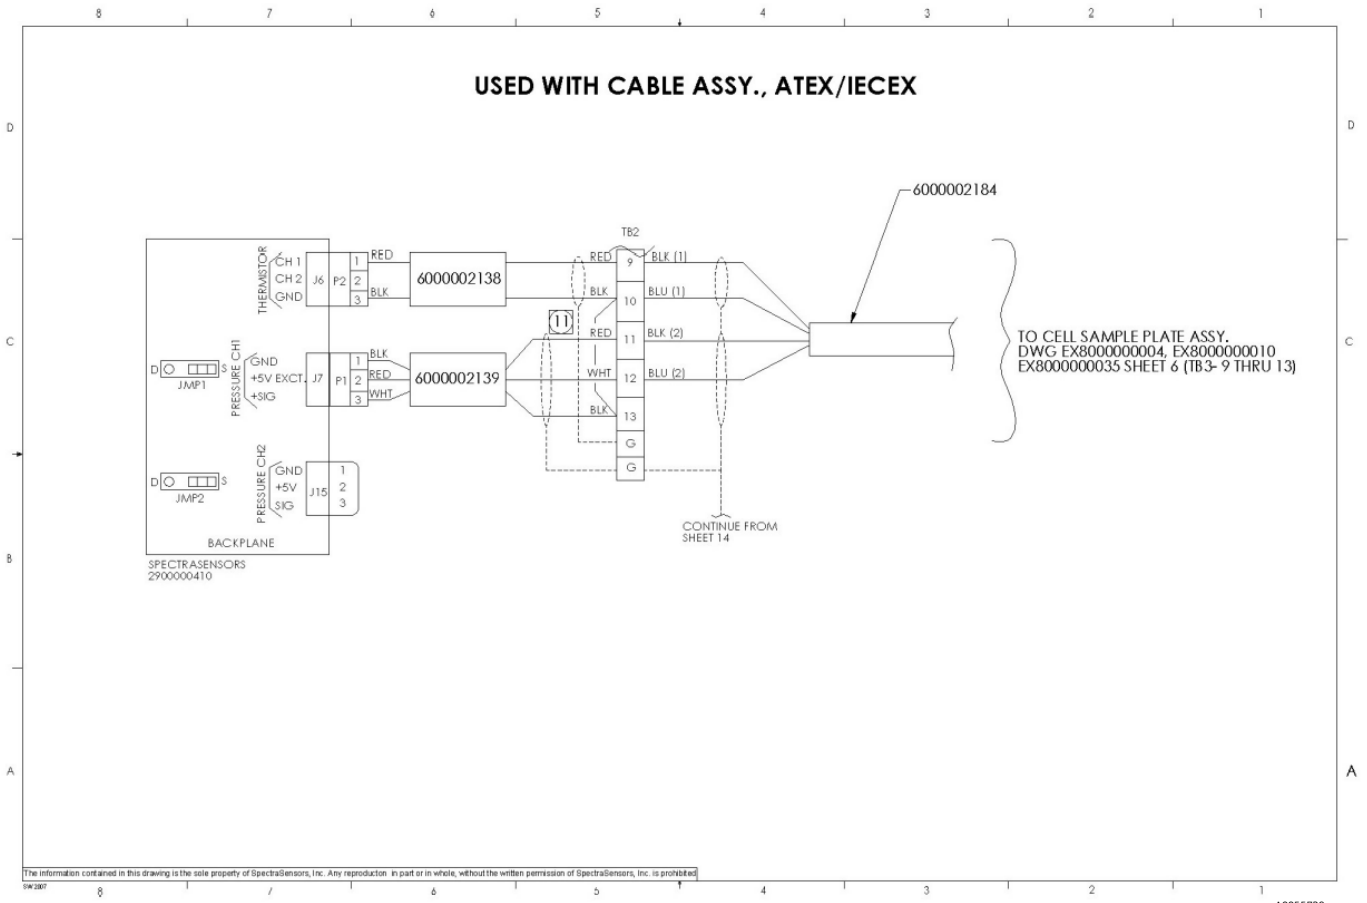 8 7 6 5 4 3 2 1
USED WITH CABLE ASSY., ATEX/IECEX
D D
6000002184
TB2
THERMISTOR
CH 1
CH 2
GND
J6 P2
1
2
3
RED
BLK
6000002138
RED 9 BLK (1)
BLK 10 BLU (1)
11
RED 11 BLK (2)
WHT 12 BLU (2)
BLK 13
G
G
C C
TO CELL SAMPLE PLATE ASSY.
DWG EX8000000004, EX8000000010
EX8000000035 SHEET 6 (TB3- 9 THRU 13)
D S
JMP1
PRESSURE CH1
GND
+5V EXCT.
+SIG
J7 P1
1
2
3
BLK
RED
WHT
6000002139
D S
JMP2
PRESSURE CH2
GND
+5V
SIG
J15
1
2
3
BACKPLANE
SPECTRASENSORS
2900000410
CONTINUE FROM
SHEET 14
B B
A A
The information contained in this drawing is the sole property of SpectraSensors, Inc. Any reproducton in part or in whole, without the written permission of SpectraSensors, Inc. is prohibited
SW 2007
8 7 6 5 4 3 2 1